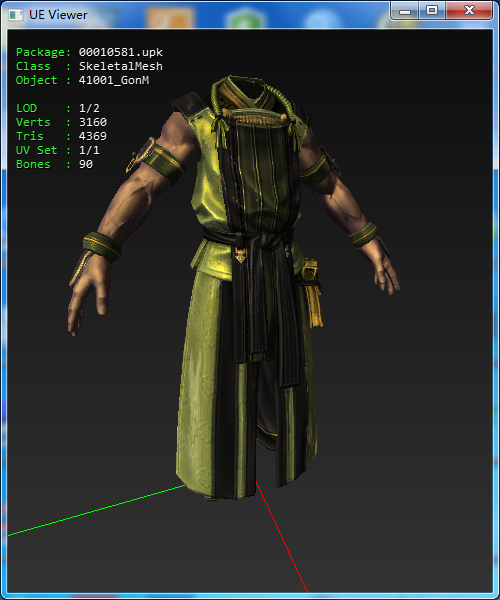 UE Viewer
Package: 00010581.upk
Class  : SkeletalMesh
Object : 41001_GonM
LOD    : 1/2
Verts  : 3160
Tris   : 4369
UV Set : 1/1
Bones  : 90